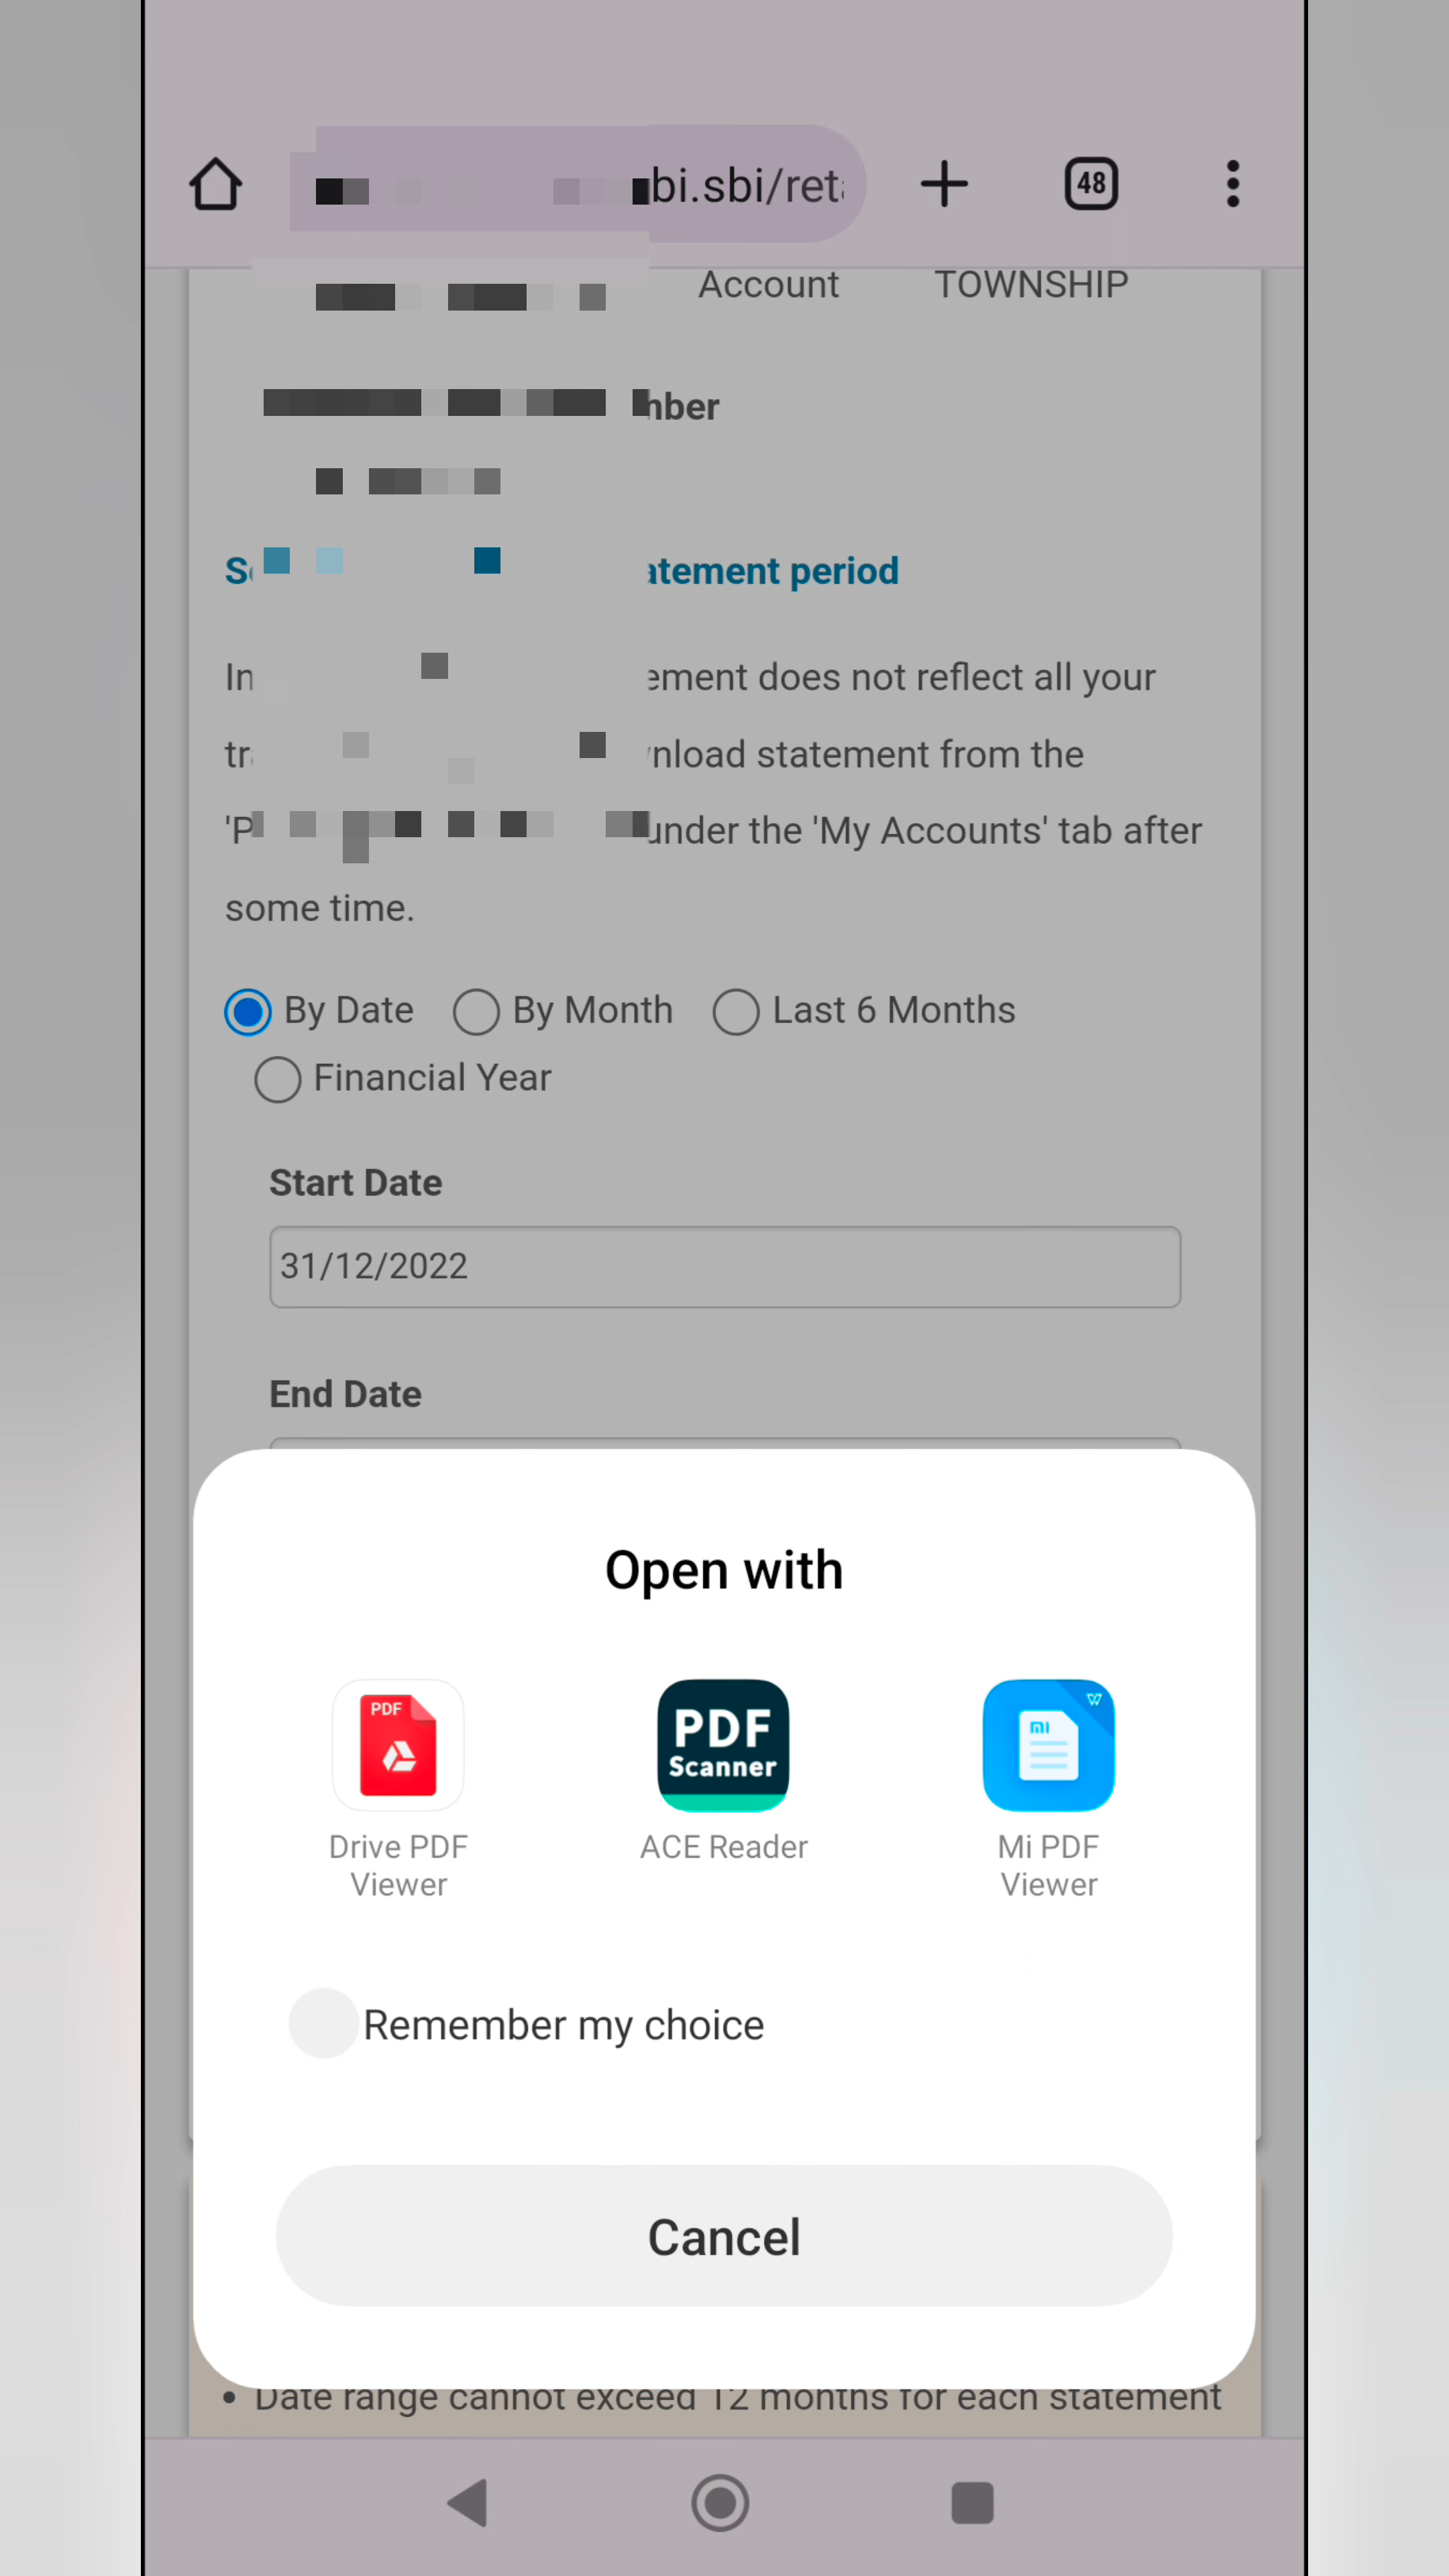 bi.sbi/ret
48
Account TOWNSHIP
atement period
In ement does not reflect all your
nload statement from the
under the 'My Accounts' tab after
some time.
By Date By Month Last 6 Months
Financial Year
Start Date
31/12/2022
End Date
Open with
PDF
PDF
Scanner
mi
W
Drive PDF
Viewer
ACE Reader
Mi PDF
Viewer
Remember my choice
Cancel
• Date range cannot exceed 12 months for each statement